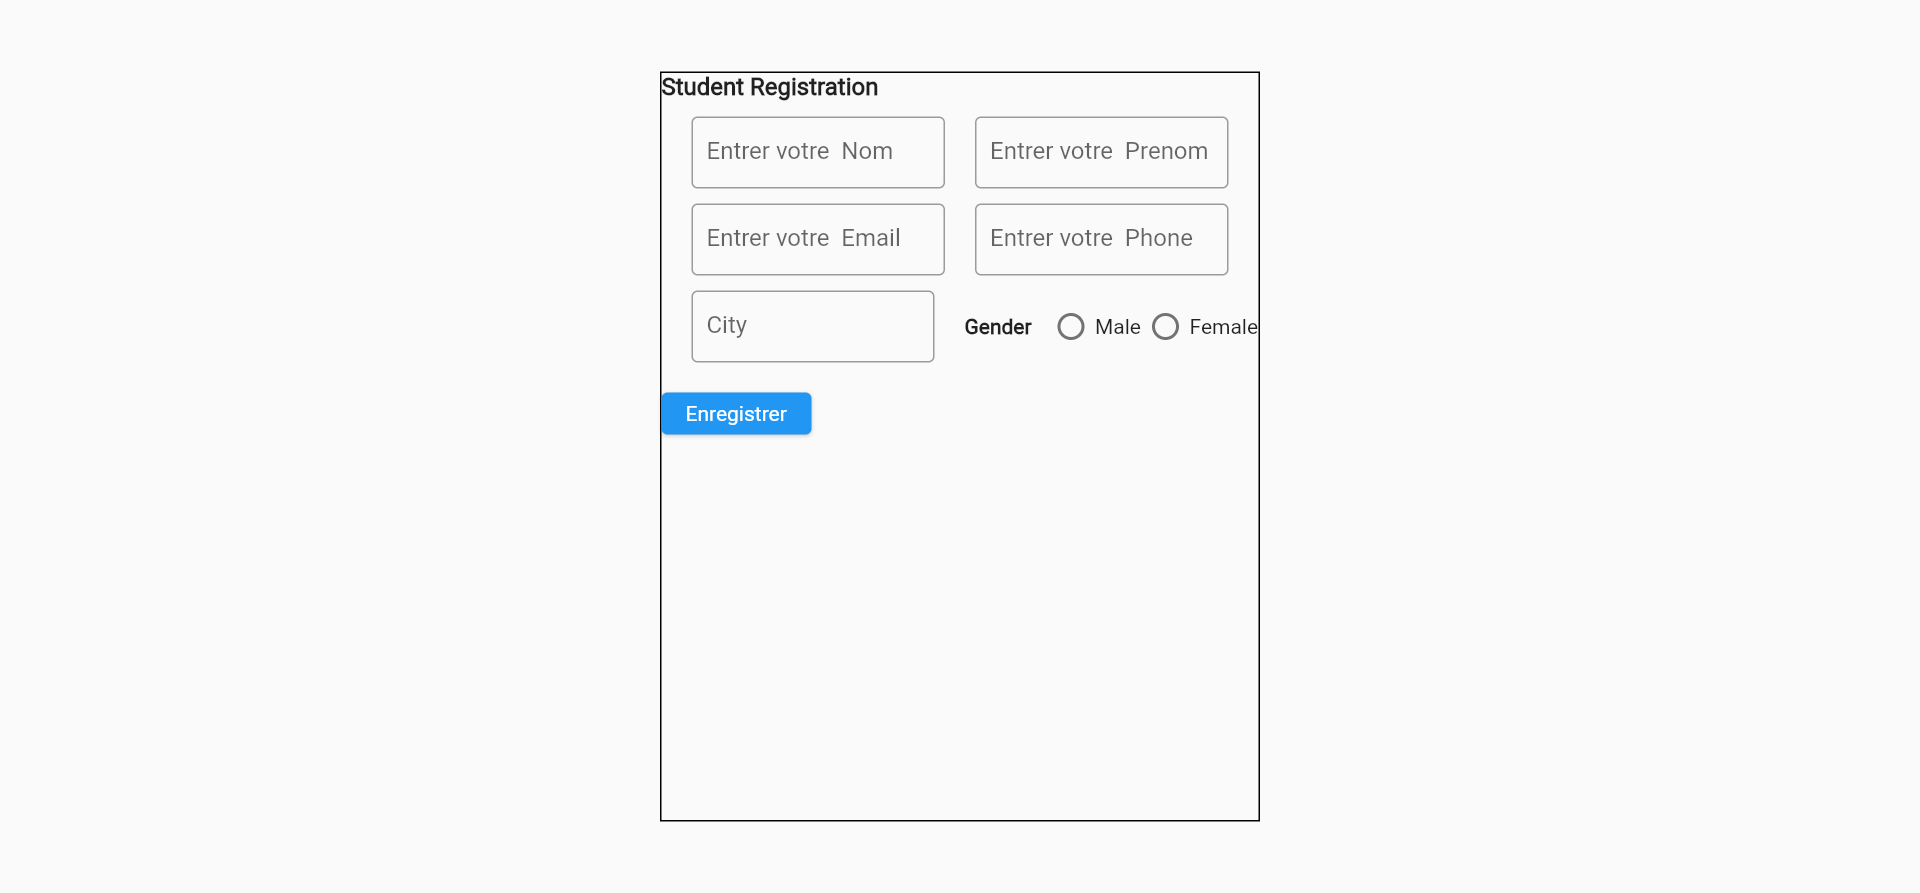 Student Registration
Entrer votre  Nom
Entrer votre  Prenom
Entrer votre  Email
Entrer votre  Phone
City
Gender Male Female
Enregistrer